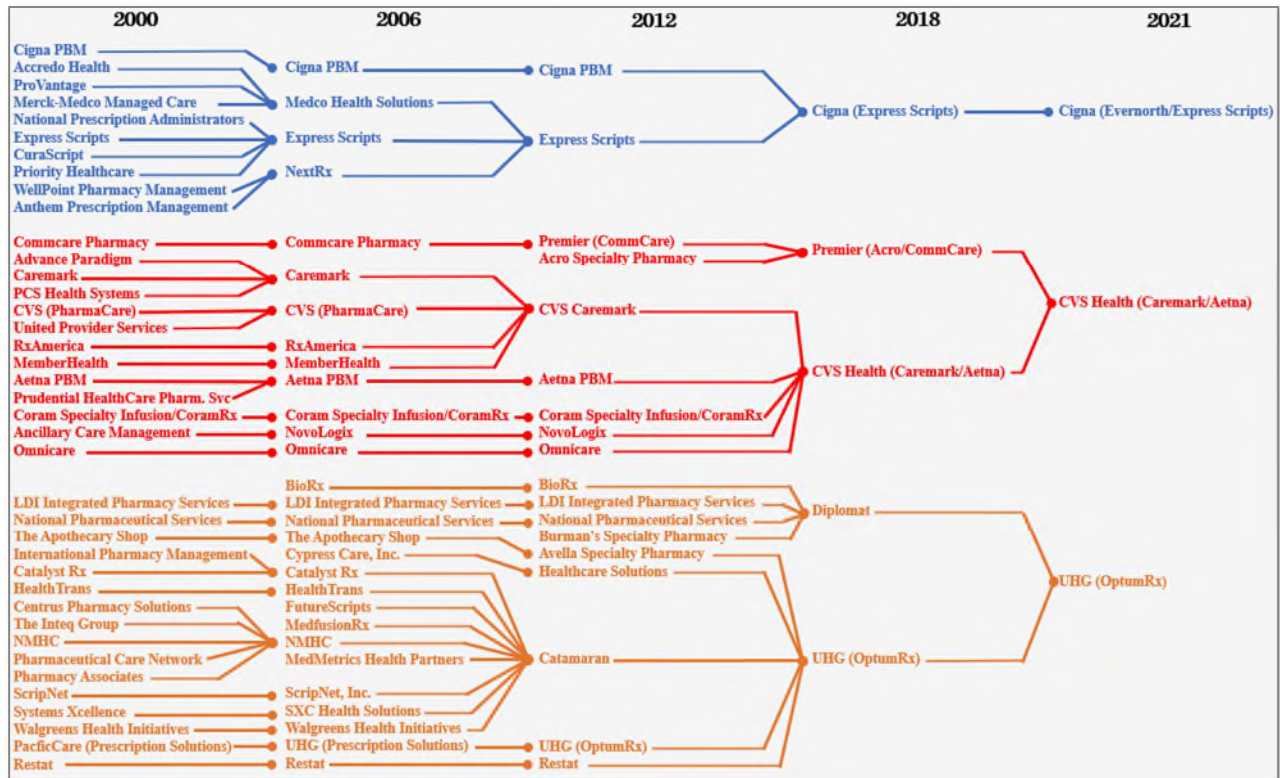 2000 2006 2012 2018 2021
Cigna PBM
Accredo Health
ProVantage
Merck-Medco Managed Care
National Prescription Administrators
Express Scripts
CuraScript
Priority Healthcare
WellPoint Pharmacy Management
Anthem Prescription Management
Cigna PBM
Medco Health Solutions
Express Scripts
NextRx
Cigna PBM
Express Scripts
Cigna (Express Scripts)
Cigna (Evernorth/Express Scripts)
Commcare Pharmacy
Advance Paradigm
Caremark
PCS Health Systems
CVS (PharmaCare)
United Provider Services
RxAmerica
MemberHealth
Aetna PBM
Prudential HealthCare Pharm. Svc
Coram Specialty Infusion/CoramRx
Ancillary Care Management
Omnicare
Commcare Pharmacy
Caremark
CVS (PharmaCare)
RxAmerica
MemberHealth
Aetna PBM
Coram Specialty Infusion/CoramRx
NovoLogix
Omnicare
Premier (CommCare)
Acro Specialty Pharmacy
CVS Caremark
Aetna PBM
Coram Specialty Infusion/CoramRx
NovoLogix
Omnicare
Premier (Acro/CommCare)
CVS Health (Caremark/Aetna)
CVS Health (Caremark/Aetna)
LDI Integrated Pharmacy Services
National Pharmaceutical Services
The Apothecary Shop
International Pharmacy Management
Catalyst Rx
HealthTrans
Centrus Pharmacy Solutions
The Inteq Group
NMHC
Pharmaceutical Care Network
Pharmacy Associates
ScripNet
Systems Xcellence
Walgreens Health Initiatives
PacficCare (Prescription Solutions)
Restat
BioRx
LDI Integrated Pharmacy Services
National Pharmaceutical Services
The Apothecary Shop
Cypress Care, Inc.
Catalyst Rx
HealthTrans
FutureScripts
MedfusionRx
NMHC
MedMetrics Health Partners
ScripNet, Inc.
SXC Health Solutions
Walgreens Health Initiatives
UHG (Prescription Solutions)
Restat
BioRx
LDI Integrated Pharmacy Services
National Pharmaceutical Services
Burman's Specialty Pharmacy
Avella Specialty Pharmacy
Healthcare Solutions
Catamaran
UHG (OptumRx)
Restat
Diplomat
UHG (OptumRx)
UHG (OptumRx)